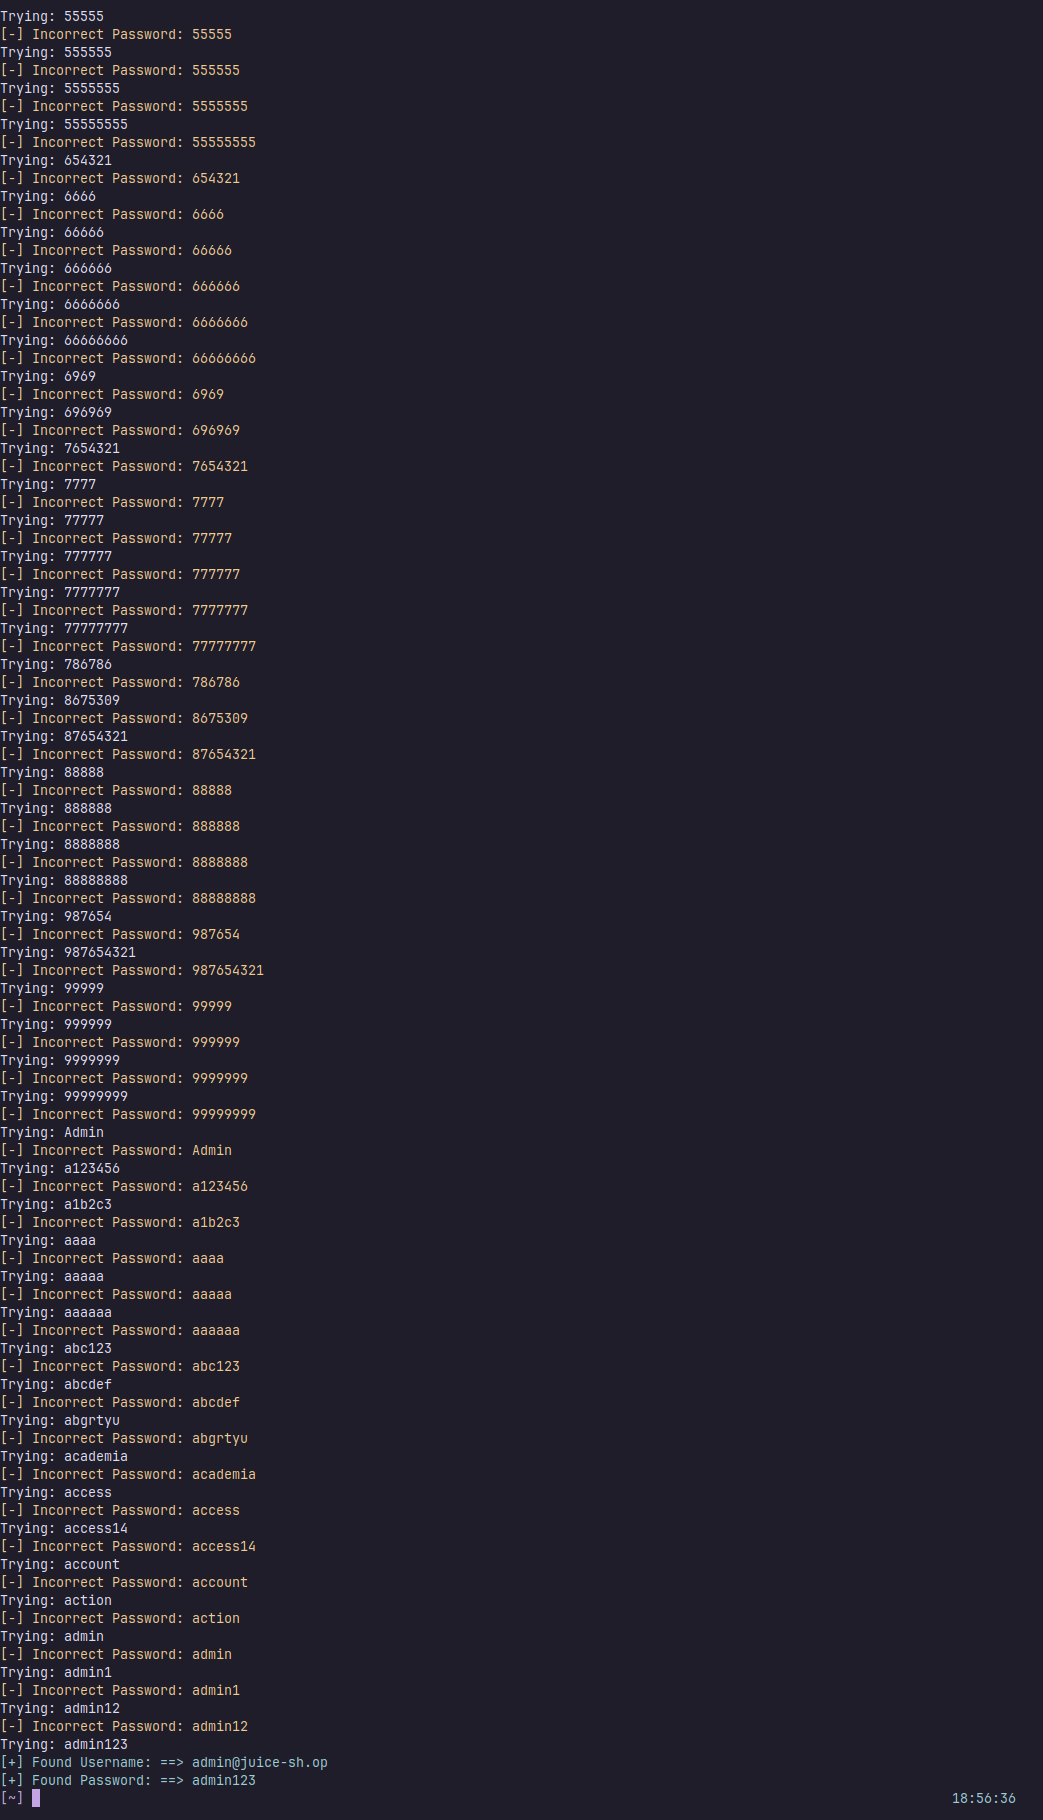 Trying: 55555
[-] Incorrect Password: 55555
Trying: 555555
[-] Incorrect Password: 555555
Trying: 5555555
[-] Incorrect Password: 5555555
Trying: 55555555
[-] Incorrect Password: 55555555
Trying: 654321
[-] Incorrect Password: 654321
Trying: 6666
[-] Incorrect Password: 6666
Trying: 66666
[-] Incorrect Password: 66666
Trying: 666666
[-] Incorrect Password: 666666
Trying: 6666666
[-] Incorrect Password: 6666666
Trying: 66666666
[-] Incorrect Password: 66666666
Trying: 6969
[-] Incorrect Password: 6969
Trying: 696969
[-] Incorrect Password: 696969
Trying: 7654321
[-] Incorrect Password: 7654321
Trying: 7777
[-] Incorrect Password: 7777
Trying: 77777
[-] Incorrect Password: 77777
Trying: 777777
[-] Incorrect Password: 777777
Trying: 7777777
[-] Incorrect Password: 7777777
Trying: 77777777
[-] Incorrect Password: 77777777
Trying: 786786
[-] Incorrect Password: 786786
Trying: 8675309
[-] Incorrect Password: 8675309
Trying: 87654321
[-] Incorrect Password: 87654321
Trying: 88888
[-] Incorrect Password: 88888
Trying: 888888
[-] Incorrect Password: 888888
Trying: 8888888
[-] Incorrect Password: 8888888
Trying: 88888888
[-] Incorrect Password: 88888888
Trying: 987654
[-] Incorrect Password: 987654
Trying: 987654321
[-] Incorrect Password: 987654321
Trying: 99999
[-] Incorrect Password: 99999
Trying: 999999
[-] Incorrect Password: 999999
Trying: 9999999
[-] Incorrect Password: 9999999
Trying: 99999999
[-] Incorrect Password: 99999999
Trying: Admin
[-] Incorrect Password: Admin
Trying: a123456
[-] Incorrect Password: a123456
Trying: a1b2c3
[-] Incorrect Password: a1b2c3
Trying: aaaa
[-] Incorrect Password: aaaa
Trying: aaaaa
[-] Incorrect Password: aaaaa
Trying: aaaaaa
[-] Incorrect Password: aaaaaa
Trying: abc123
[-] Incorrect Password: abc123
Trying: abcdef
[-] Incorrect Password: abcdef
Trying: abgrtyu
[-] Incorrect Password: abgrtyu
Trying: academia
[-] Incorrect Password: academia
Trying: access
[-] Incorrect Password: access
Trying: access14
[-] Incorrect Password: access14
Trying: account
[-] Incorrect Password: account
Trying: action
[-] Incorrect Password: action
Trying: admin
[-] Incorrect Password: admin
Trying: admin1
[-] Incorrect Password: admin1
Trying: admin12
[-] Incorrect Password: admin12
Trying: admin123
[+] Found Username: ==> admin@juice-sh.op
[+] Found Password: ==> admin123
[~] 18:56:36